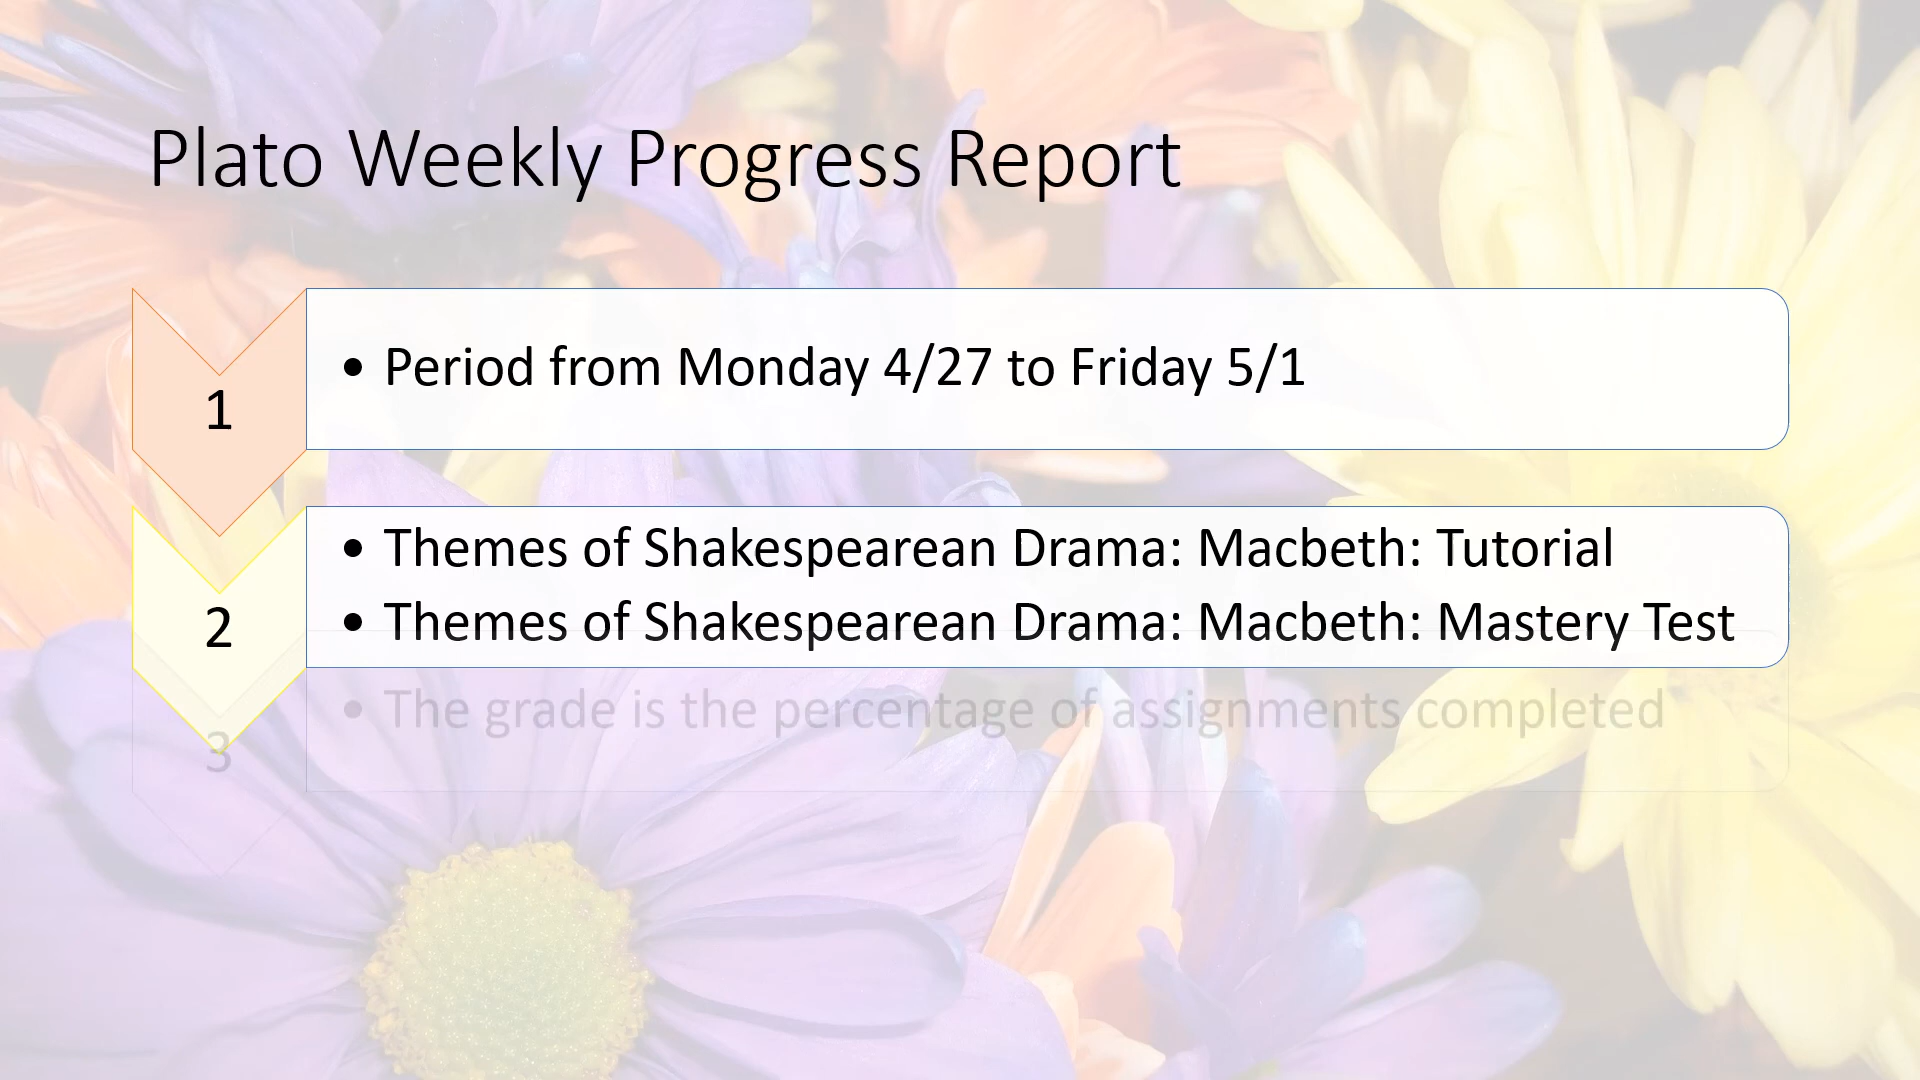 Plato Weekly Progress Report
1
• Period from Monday 4/27 to Friday 5/1
2
• Themes of Shakespearean Drama: Macbeth: Tutorial
• Themes of Shakespearean Drama: Macbeth: Mastery Test
3
• The grade is the percentage of assignments completed